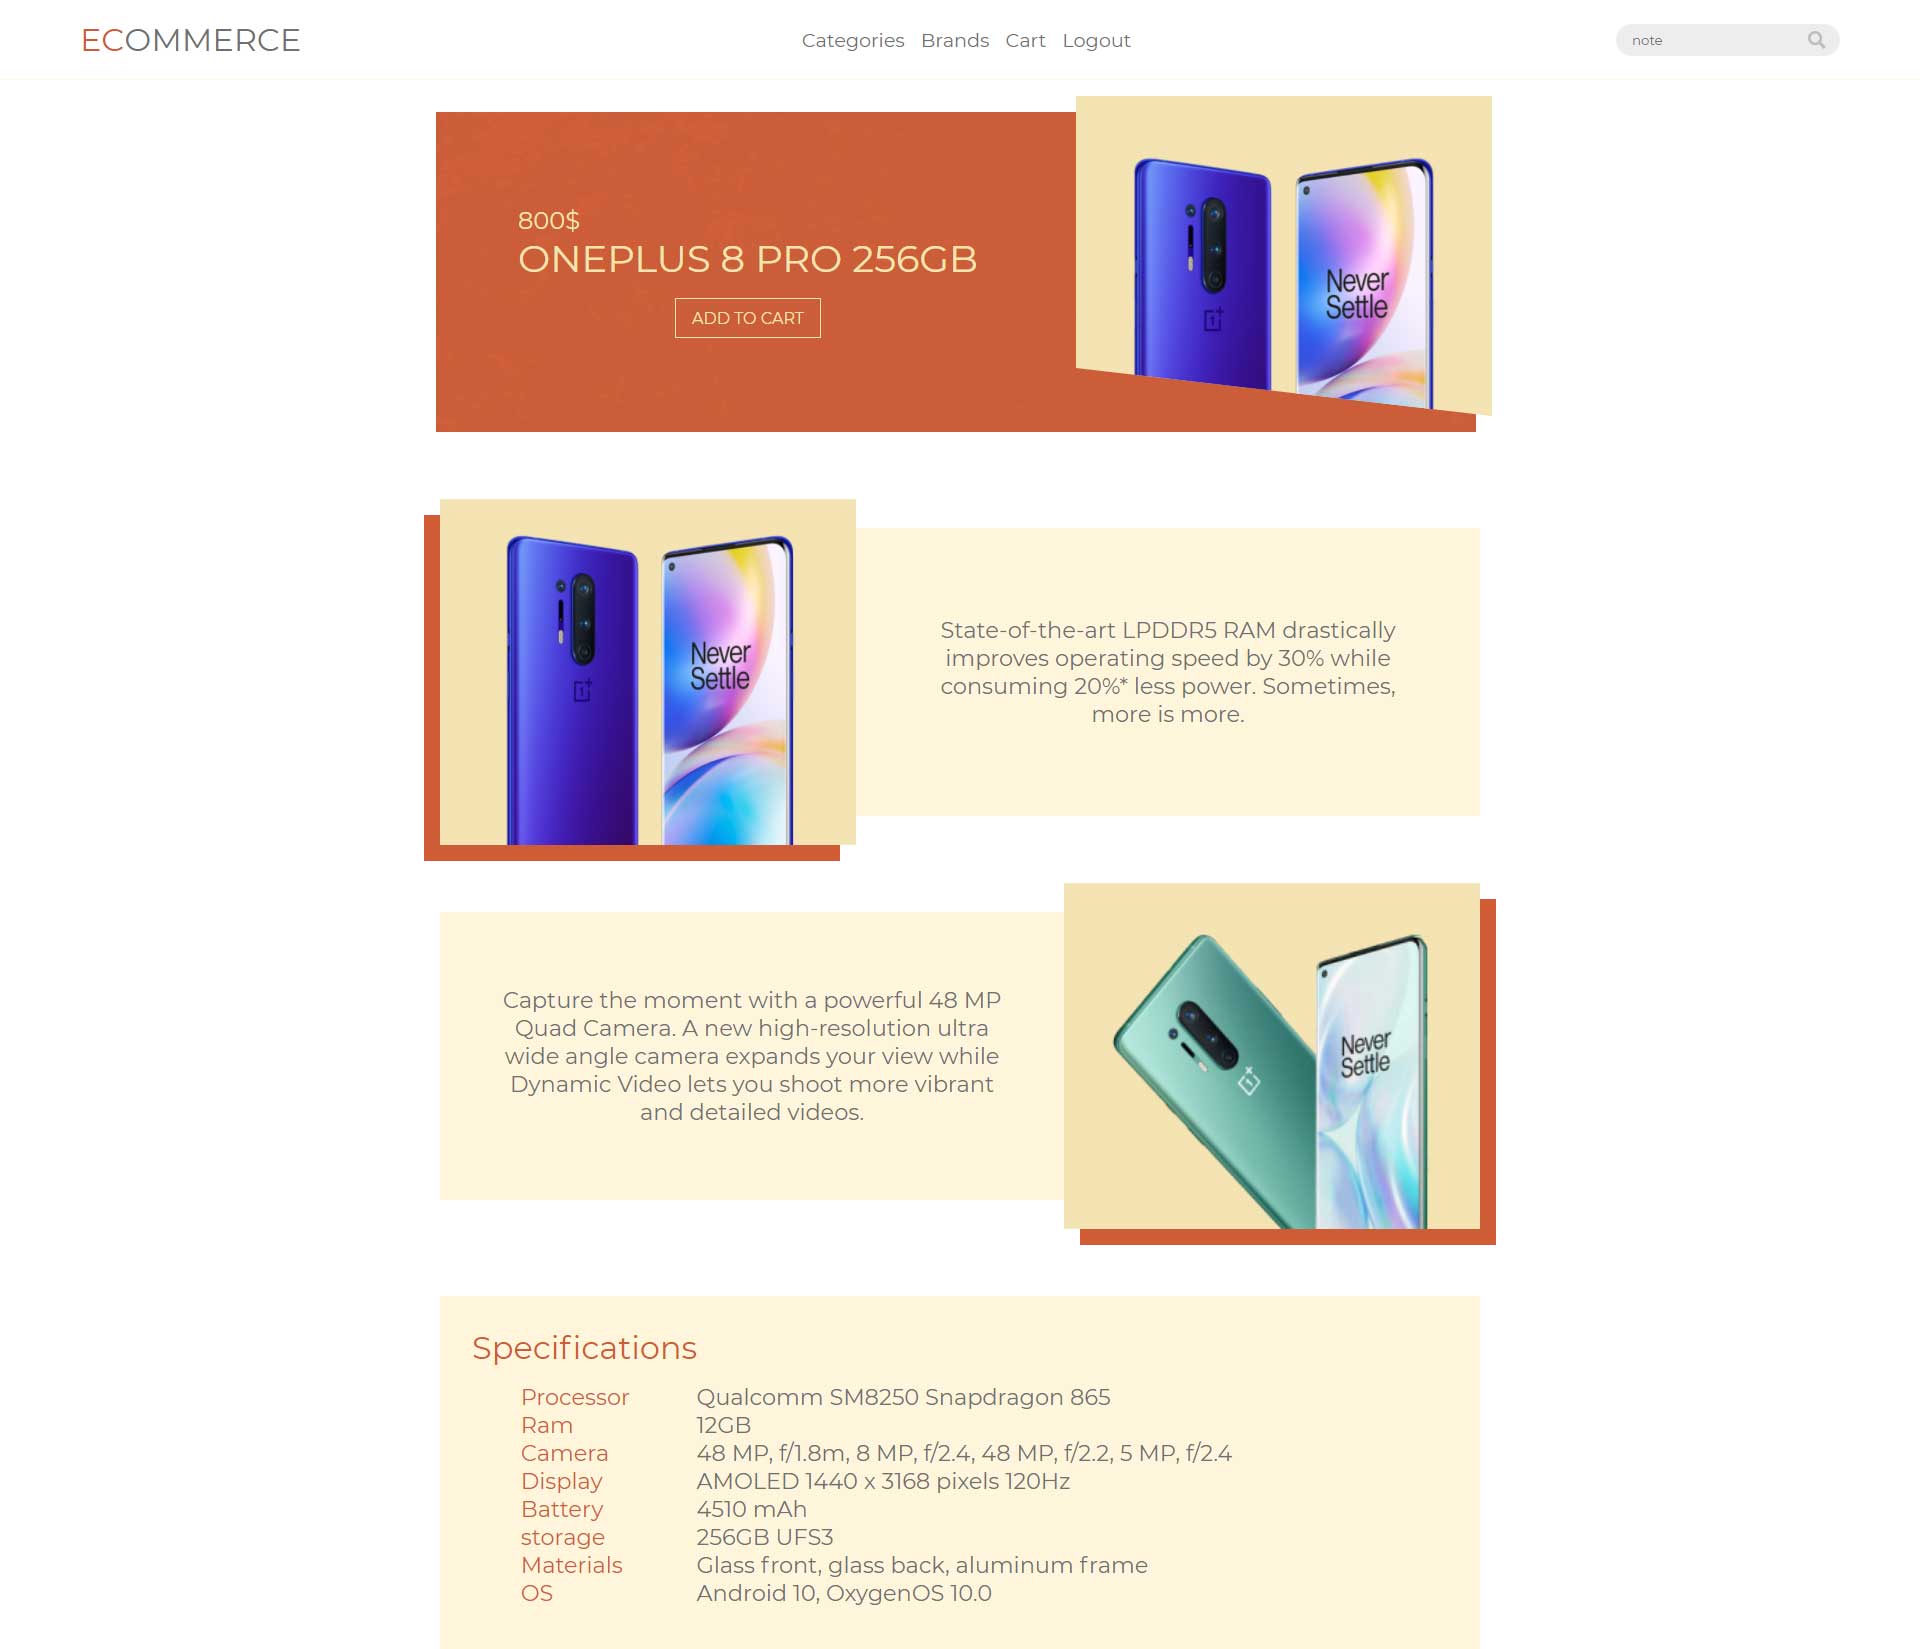 ECOMMERCE
Categories Brands Cart Logout
note
800$
ONEPLUS 8 PRO 256GB
ADD TO CART
Never
Settle
Never
Settle
State-of-the-art LPDDR5 RAM drastically
improves operating speed by 30% while
consuming 20%* less power. Sometimes,
more is more.
Capture the moment with a powerful 48 MP
Quad Camera. A new high-resolution ultra
wide angle camera expands your view while
Dynamic Video lets you shoot more vibrant
and detailed videos.
Never
Settle
Specifications
Processor Qualcomm SM8250 Snapdragon 865
Ram 12GB
Camera 48 MP, f/1.8m, 8 MP, f/2.4, 48 MP, f/2.2, 5 MP, f/2.4
Display AMOLED 1440 x 3168 pixels 120Hz
Battery 4510 mAh
storage 256GB UFS3
Materials Glass front, glass back, aluminum frame
OS Android 10, OxygenOS 10.0